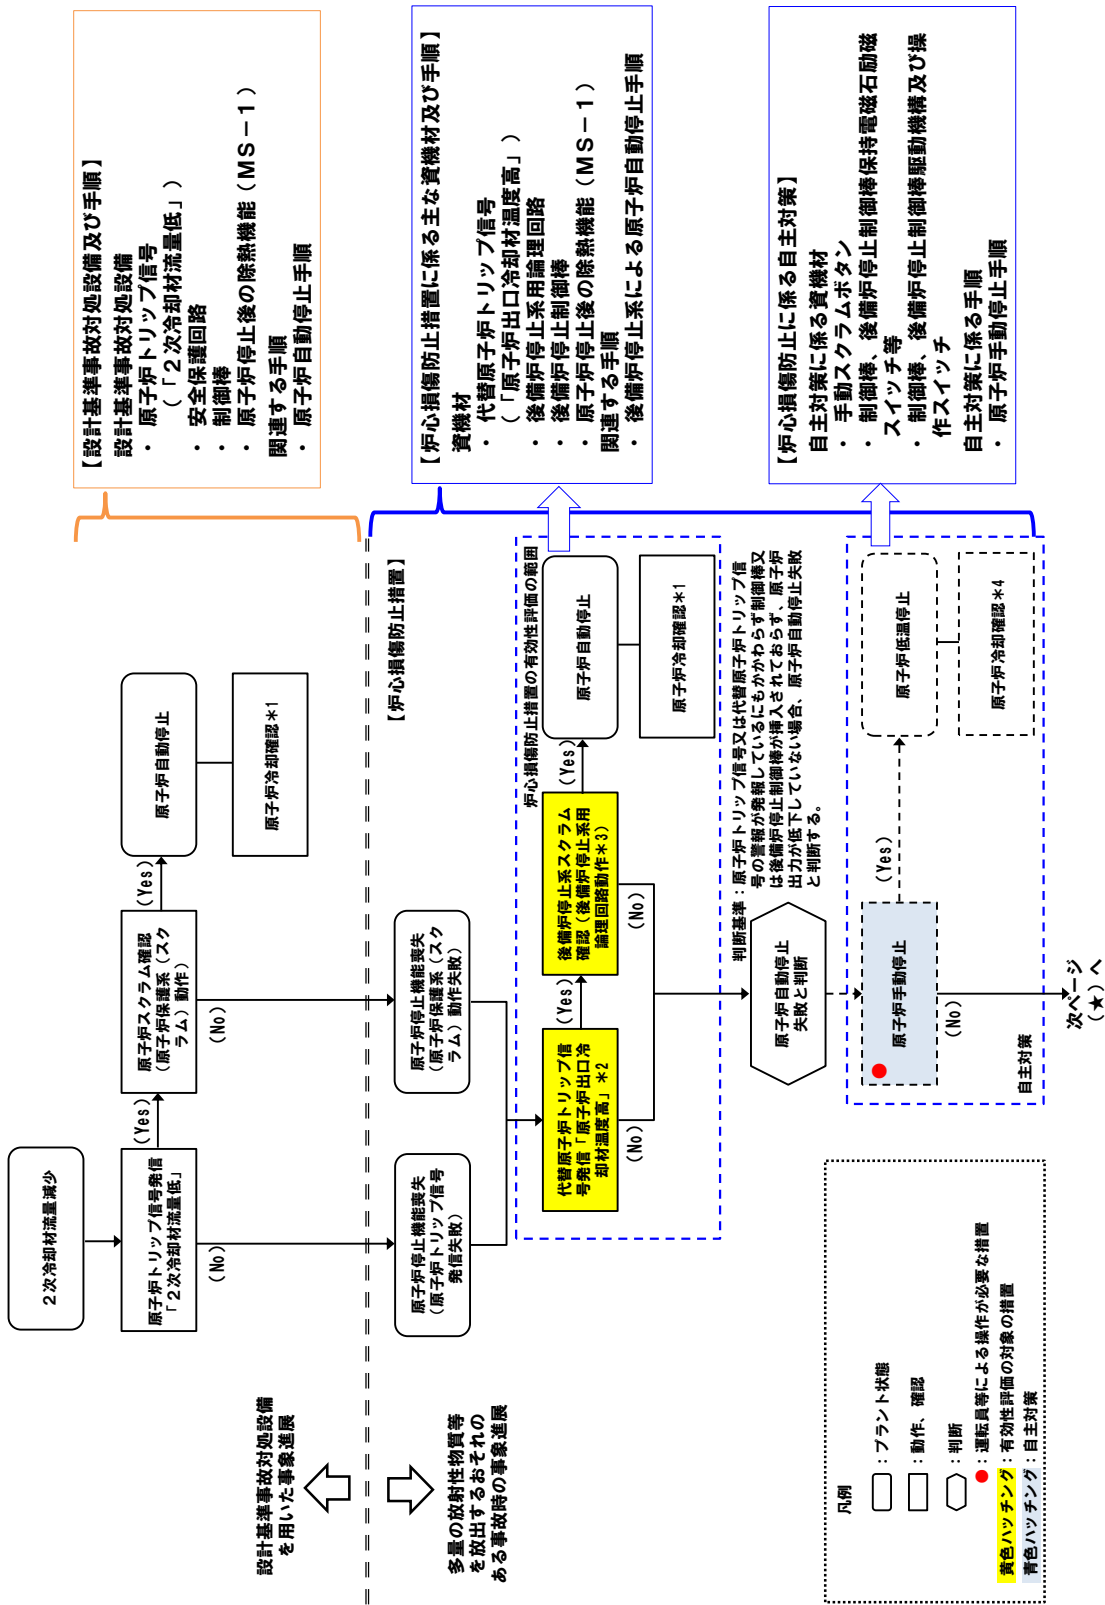 設計基準事故対処設備
を用いた事象進展
多量の放射性物質等
を放出するおそれの
ある事故時の事象進展
2次冷却材流量減少
原子炉トリップ信号発信
「2次冷却材流量低」
(Yes)
(No)
原子炉スクラム確認
(原子炉保護系(スク
ラム)動作)
(Yes)
(No)
原子炉自動停止
原子炉冷却確認*1
【設計基準事故対処設備及び手順】
設計基準事故対処設備
・ 原子炉トリップ信号
(「2次冷却材流量低」)
・ 安全保護回路
・ 制御棒
・ 原子炉停止後の除熱機能(MS-1)
関連する手順
・ 原子炉自動停止手順
【炉心損傷防止措置】
原子炉停止機能喪失
(原子炉トリップ信号
発信失敗)
原子炉停止機能喪失
(原子炉保護系(スク
ラム)動作失敗)
炉心損傷防止措置の有効性評価の範囲
代替原子炉トリップ信
号発信「原子炉出口冷
却材温度高」*2
(Yes)
(No)
後備炉停止系スクラム
確認(後備炉停止系用
論理回路動作*3)
(Yes)
(No)
原子炉自動停止
原子炉冷却確認*1
【炉心損傷防止措置に係る主な資機材及び手順】
資機材
・ 代替原子炉トリップ信号
(「原子炉出口冷却材温度高」)
・ 後備炉停止系用論理回路
・ 後備炉停止制御棒
・ 原子炉停止後の除熱機能(MS-1)
関連する手順
・ 後備炉停止系による原子炉自動停止手順
原子炉自動停止
失敗と判断
判断基準:原子炉トリップ信号又は代替原子炉トリップ信
号の警報が発報しているにもかかわらず制御棒又
は後備炉停止制御棒が挿入されておらず、原子炉
出力が低下していない場合、原子炉自動停止失敗
と判断する。
原子炉手動停止
(Yes)
(No)
原子炉低温停止
原子炉冷却確認*4
自主対策
次ページ
(★)へ
【炉心損傷防止に係る自主対策】
自主対策に係る資機材
・ 手動スクラムボタン
・ 制御棒、後備炉停止制御棒保持電磁石励磁
スイッチ等
・ 制御棒、後備炉停止制御棒駆動機構及び操
作スイッチ
自主対策に係る手順
・ 原子炉手動停止手順
凡例
:プラント状態
:動作、確認
:判断
:運転員等による操作が必要な措置
黄色ハッチング:有効性評価の対象の措置
青色ハッチング:自主対策